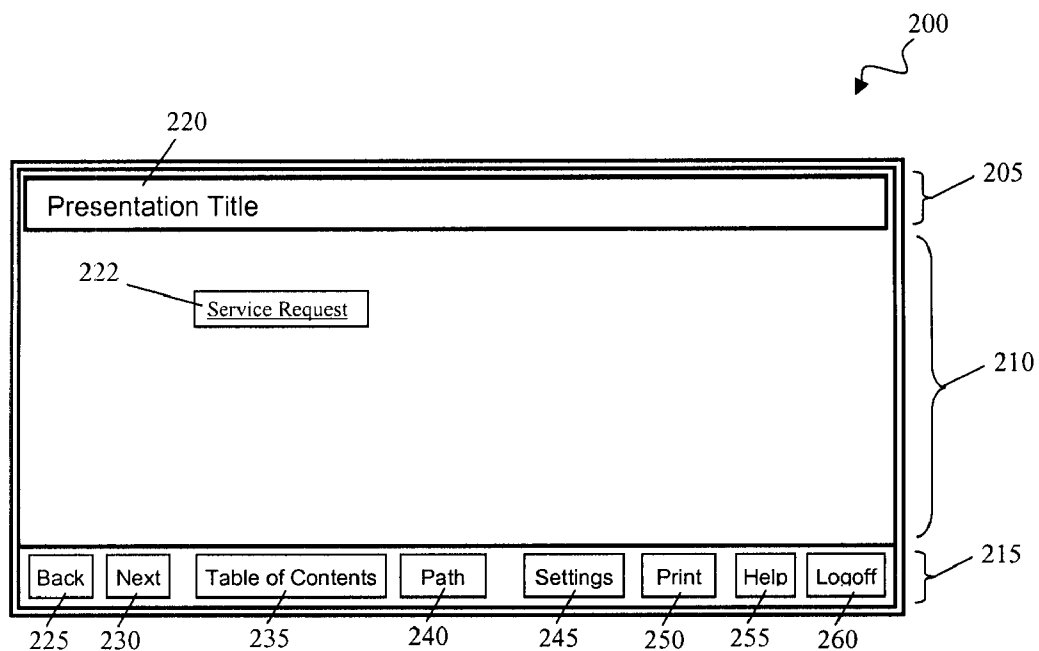 200
220
205
Presentation Title
222
Service Request
210
Back Next Table of Contents Path Settings Print Help Logoff
215
225 230 235 240 245 250 255 260